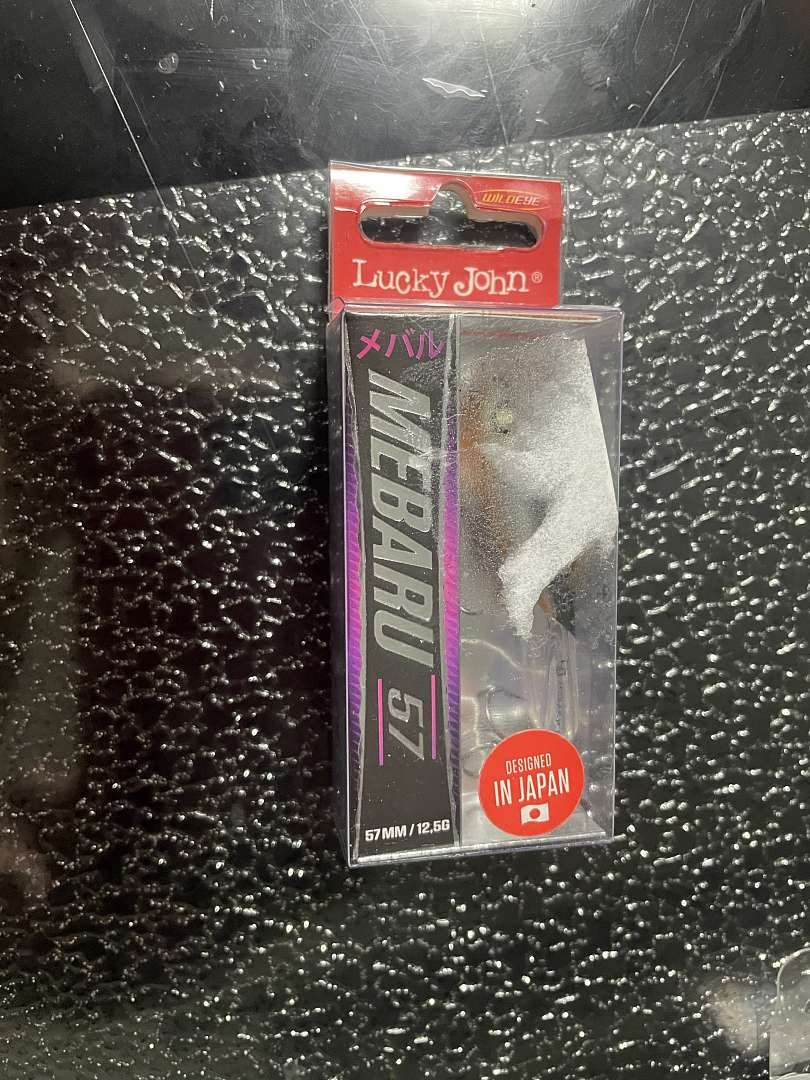 WILDEYE
Lucky John®
メバル
MEBARU 57
57MM / 12,5G
DESIGNED
IN JAPAN